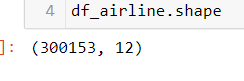 4 df_airline.shape
]: (300153, 12)